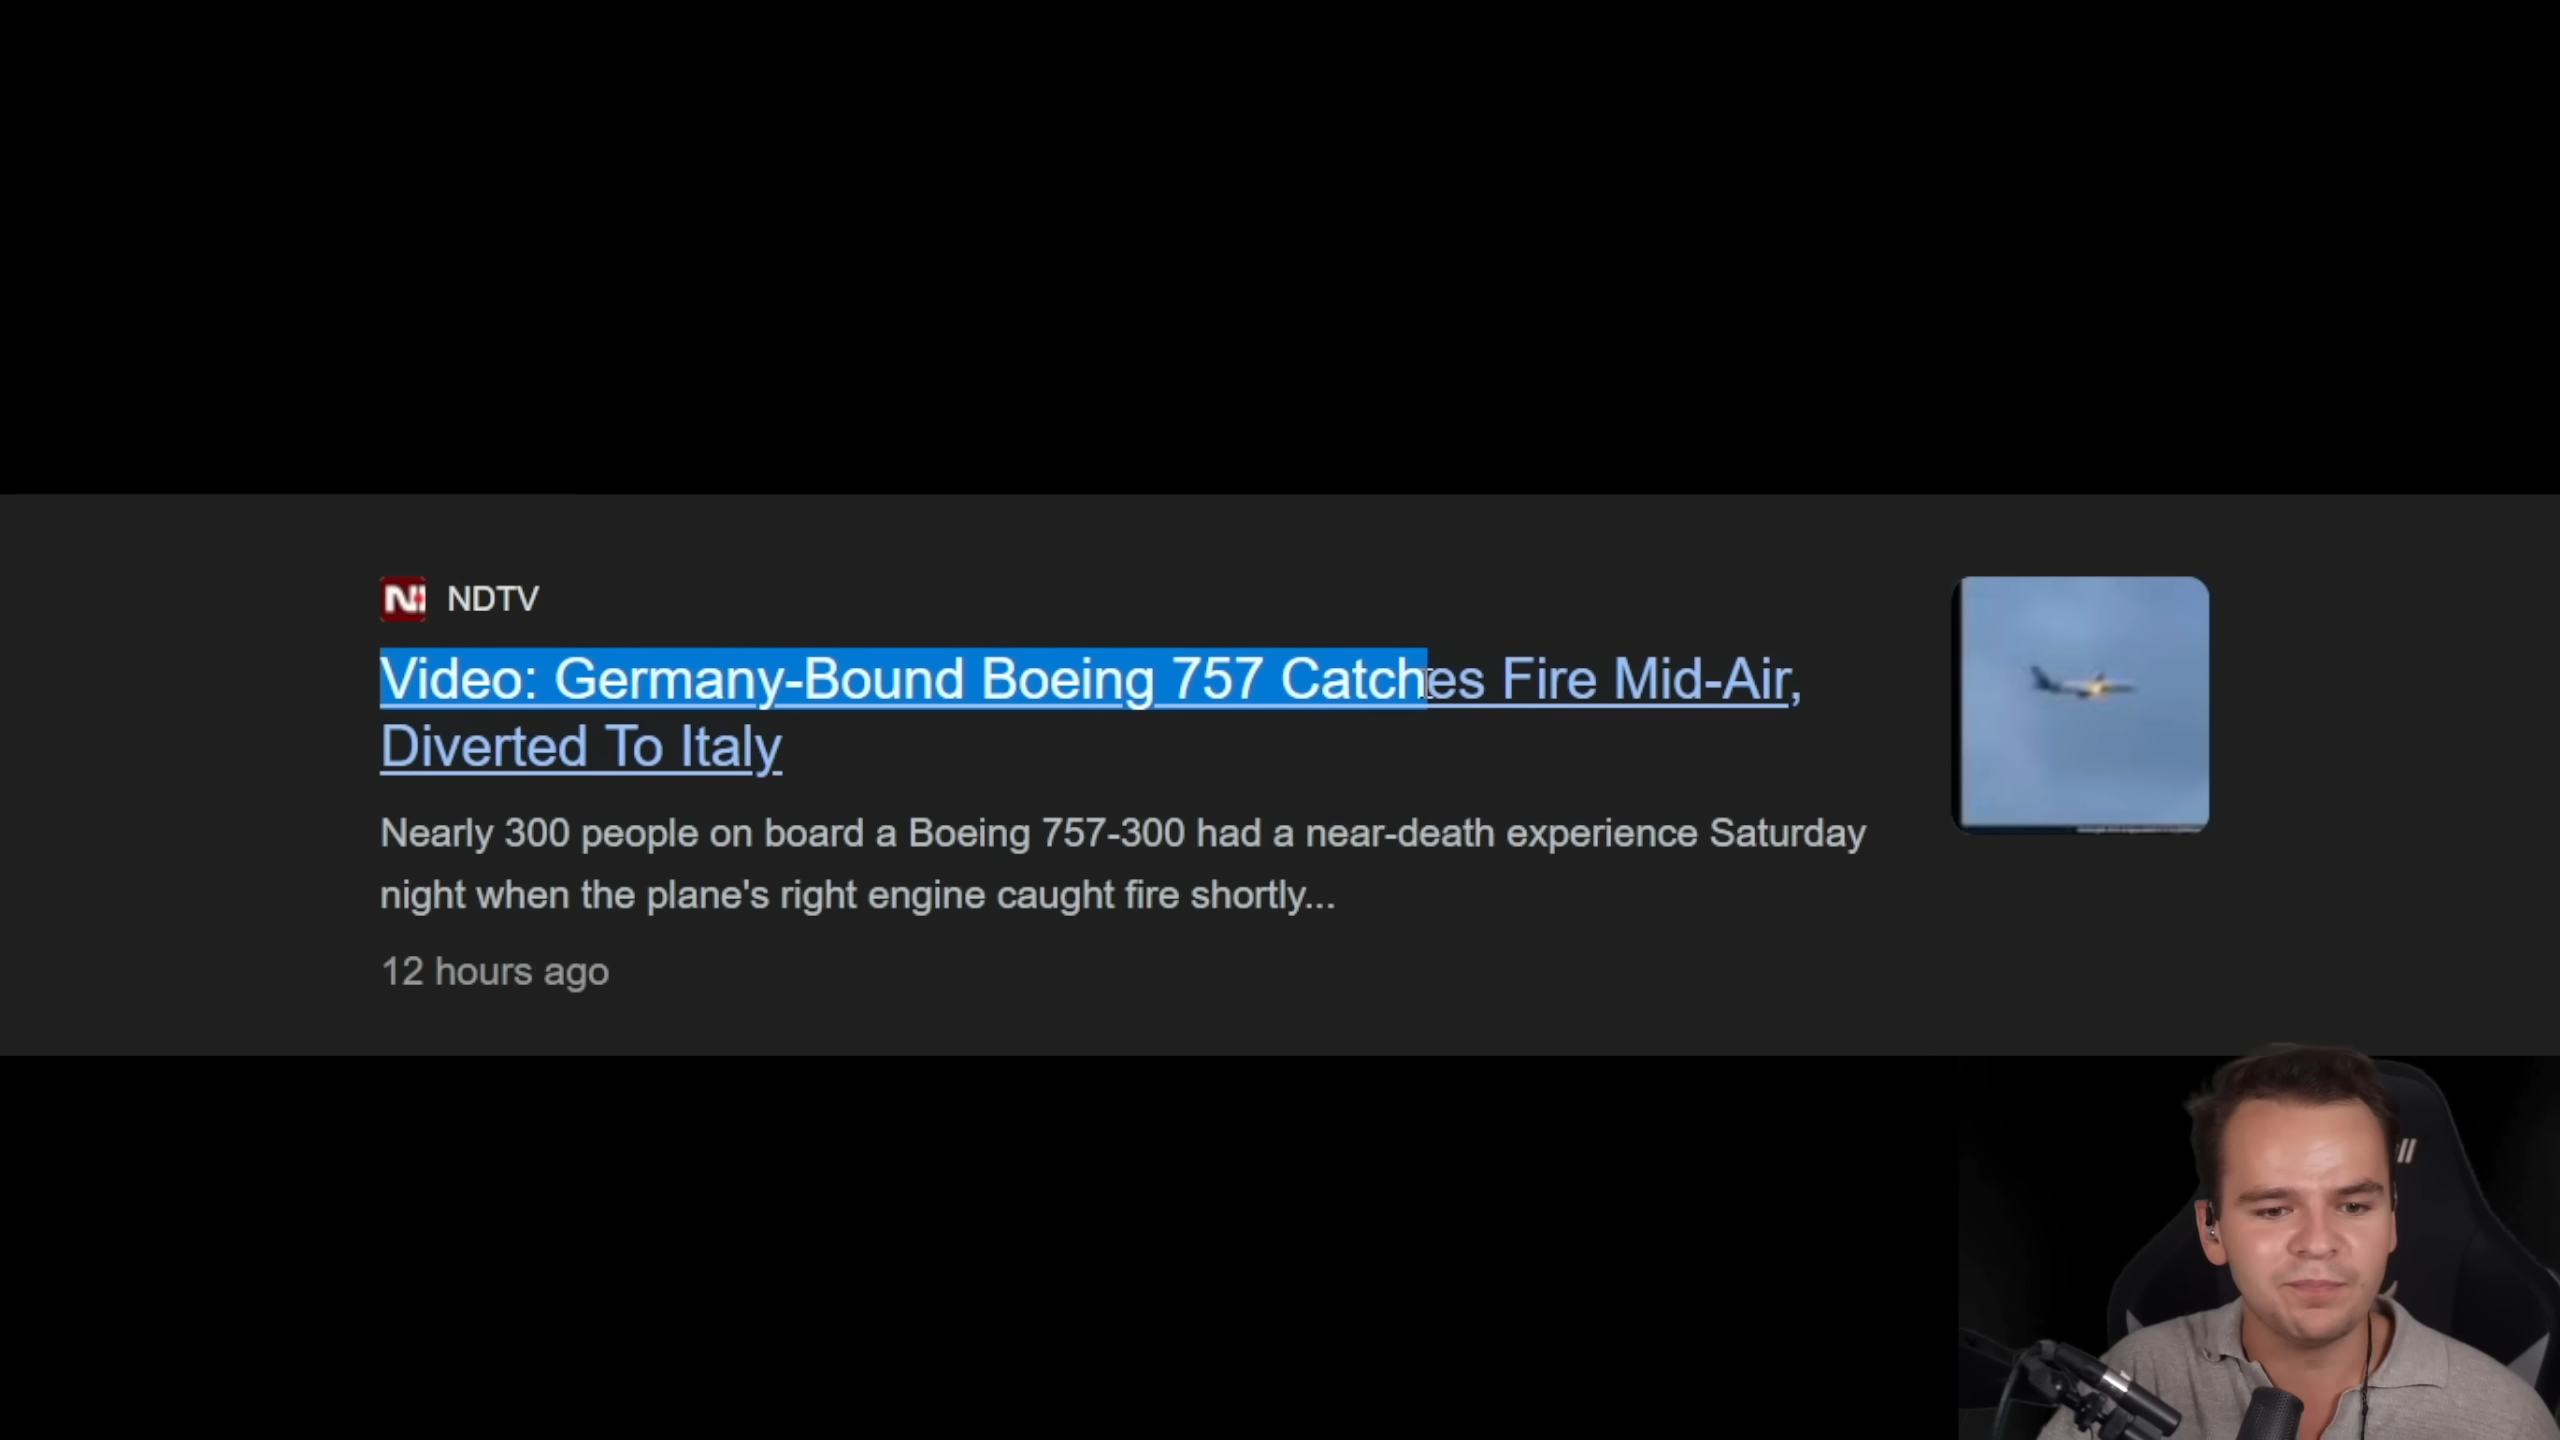 NDTV
Video: Germany-Bound Boeing 757 Catches Fire Mid-Air,
Diverted To Italy
Nearly 300 people on board a Boeing 757-300 had a near-death experience Saturday
night when the plane's right engine caught fire shortly...
12 hours ago